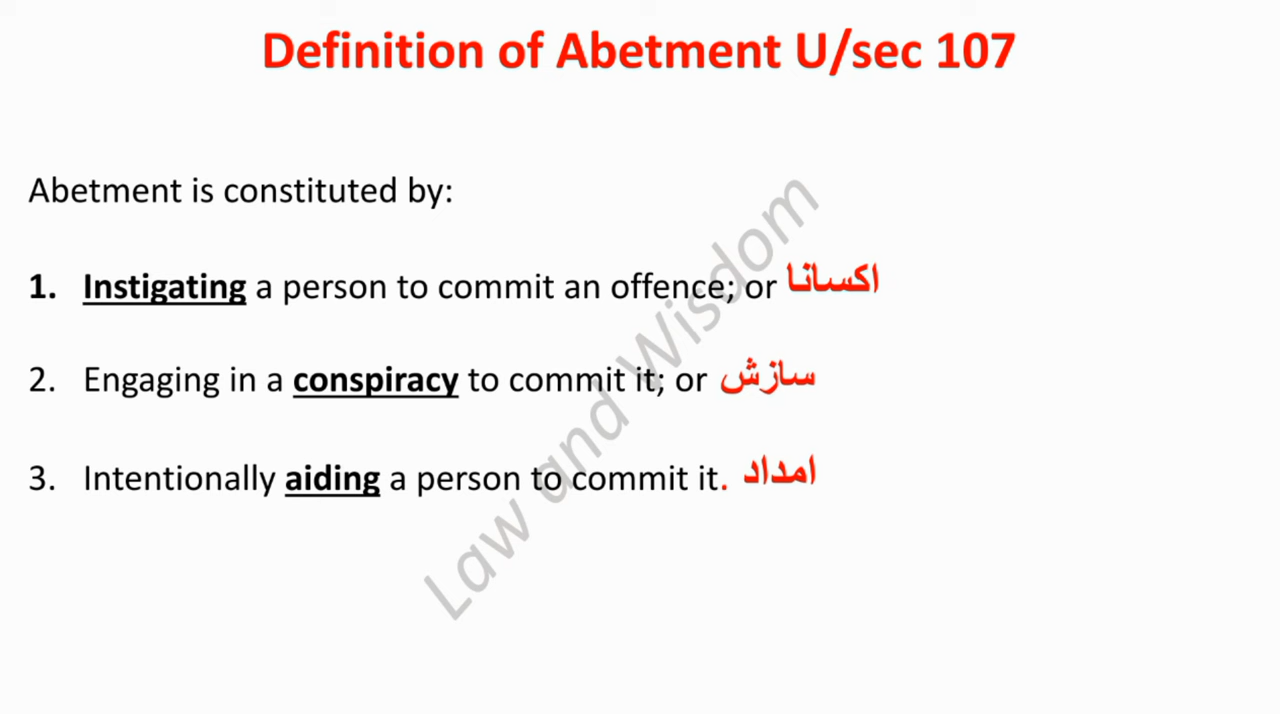 Definition of Abetment U/sec 107
Abetment is constituted by:
1. Instigating a person to commit an offence; or اکسانا
2. Engaging in a conspiracy to commit it; or سازش
3. Intentionally aiding a person to commit it. امداد
Law and Wisdom